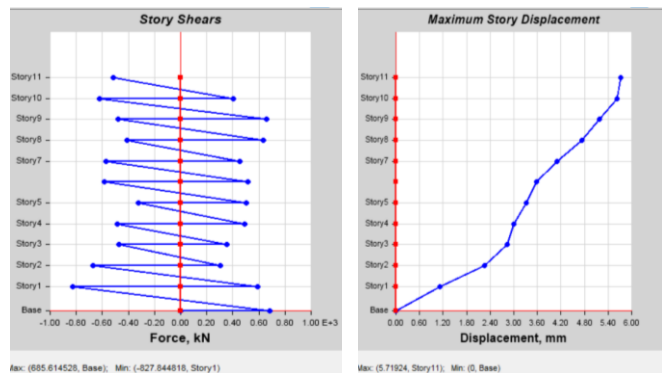 Story Shears
Story11
Story10
Story9
Story8
Story7
Story5
Story4
Story3
Story2
Story1
Base
-1.00 -0.80 -0.60 -0.40 -0.20 0.00 0.20 0.40 0.60 0.80 1.00 E+3
Force, kN
Max: (685.614528, Base); Min: (-827.844818, Story1)
Maximum Story Displacement
Story11
Story10
Story9
Story8
Story7
Story5
Story4
Story3
Story2
Story1
Base
0.00 0.60 1.20 1.80 2.40 3.00 3.60 4.20 4.80 5.40 6.00
Displacement, mm
Max: (5.71924, Story11); Min: (0, Base)